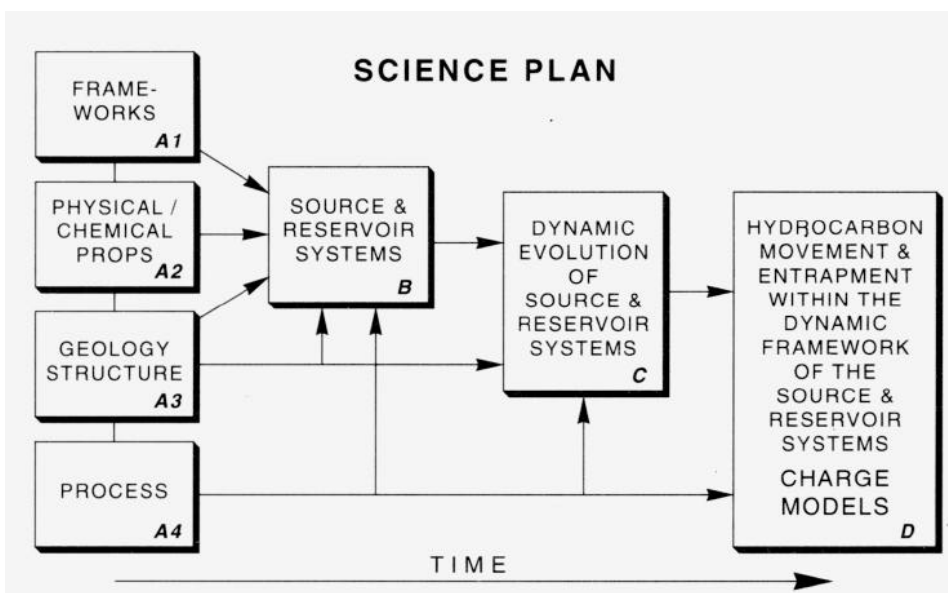 SCIENCE PLAN
FRAME-
WORKS
A1
PHYSICAL /
CHEMICAL
PROPS
A2
GEOLOGY
STRUCTURE
A3
PROCESS
A4
SOURCE &
RESERVOIR
SYSTEMS
B
DYNAMIC
EVOLUTION
OF
SOURCE &
RESERVOIR
SYSTEMS
C
HYDROCARBON
MOVEMENT &
ENTRAPMENT
WITHIN THE
DYNAMIC
FRAMEWORK
OF THE
SOURCE &
RESERVOIR
SYSTEMS
CHARGE
MODELS
D
TIME